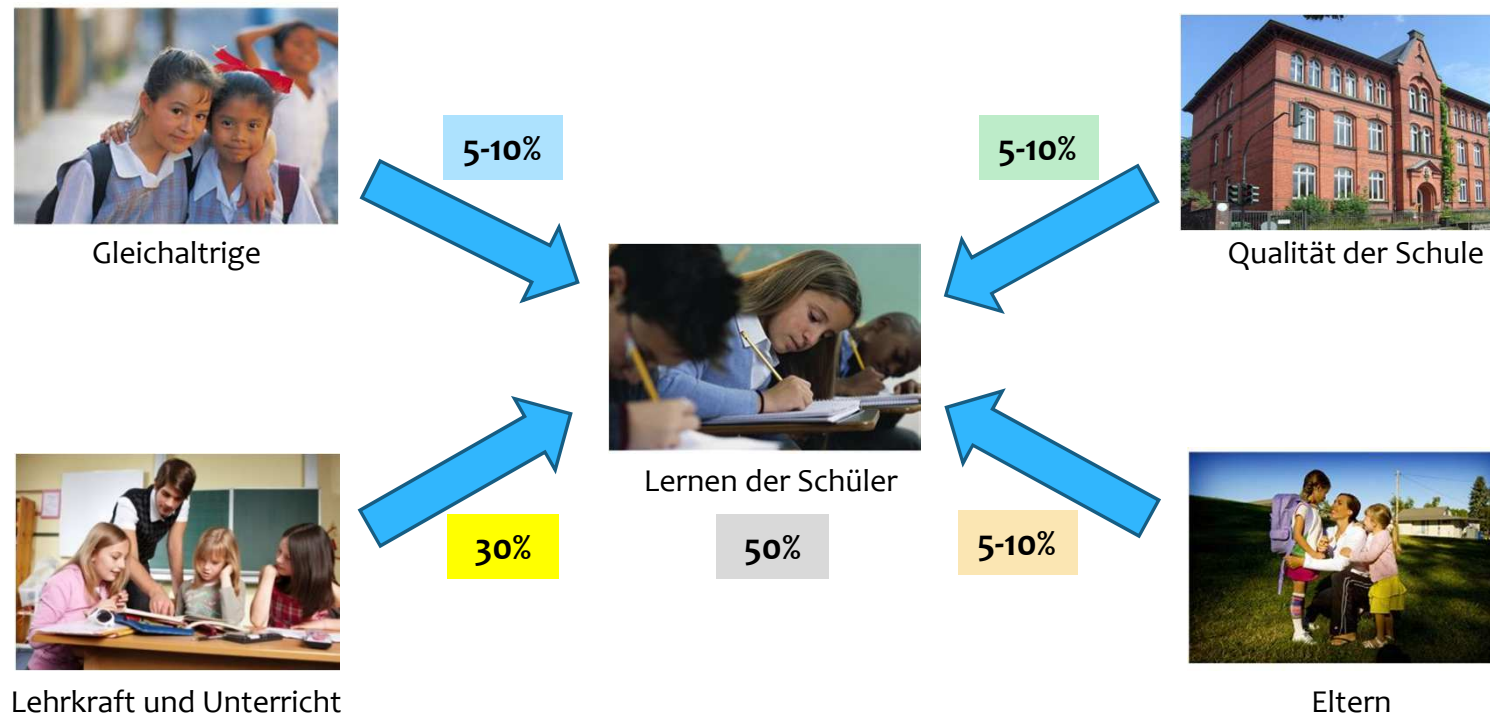 5-10%
5-10%
Gleichaltrige
Qualität der Schule
Lernen der Schüler
30%
50%
5-10%
Lehrkraft und Unterricht
Eltern